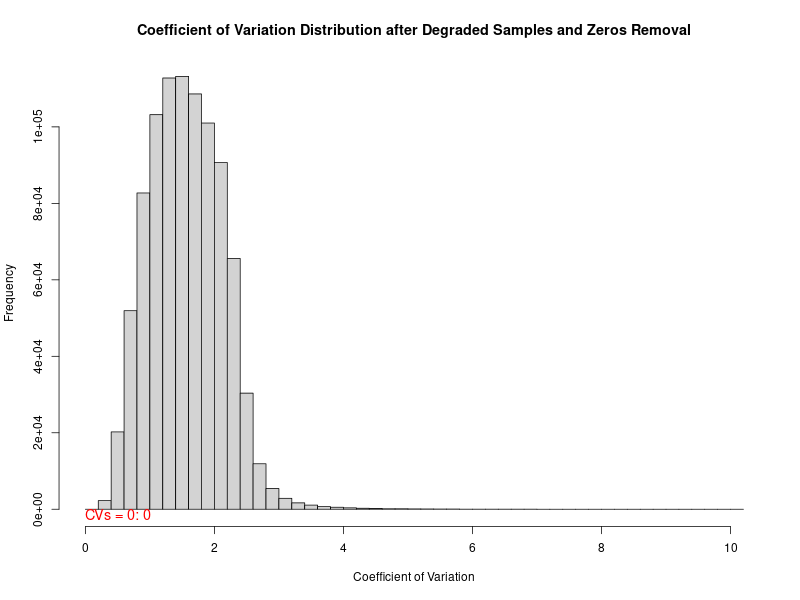 Coefficient of Variation Distribution after Degraded Samples and Zeros Removal
Frequency
1e+05
8e+04
6e+04
4e+04
2e+04
0e+00
CVs = 0: 0
0 2 4 6 8 10
Coefficient of Variation